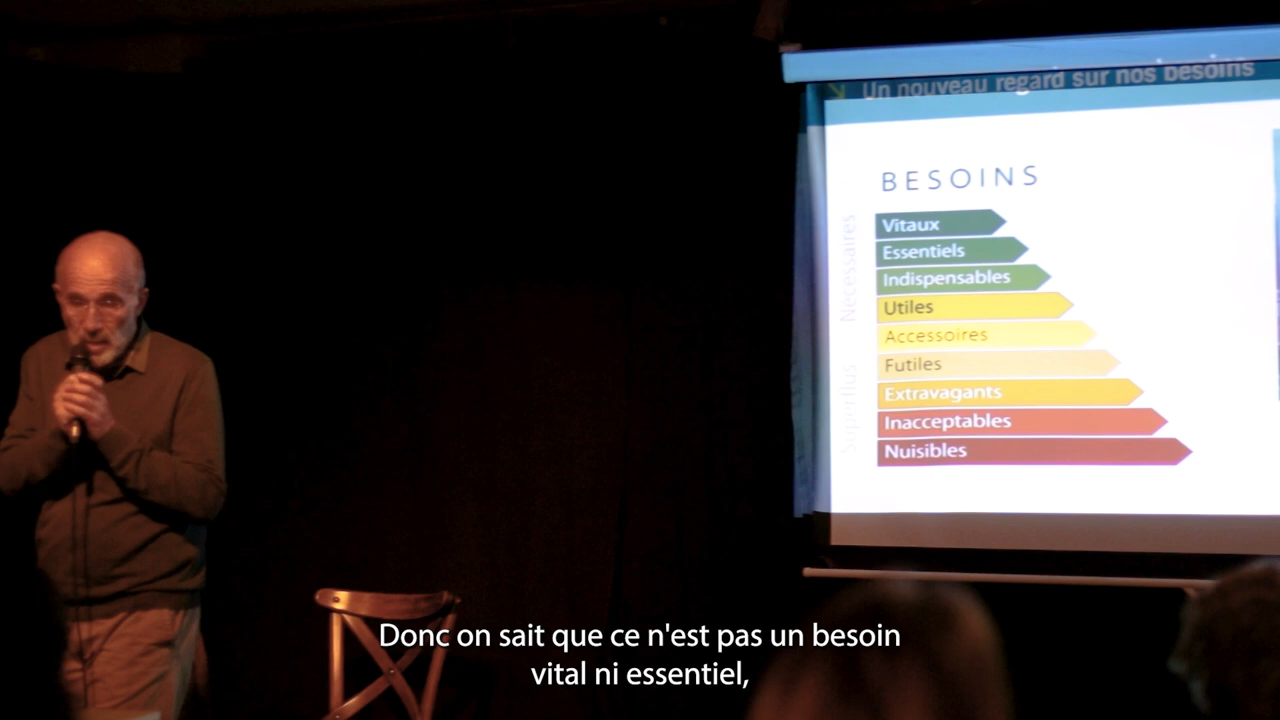 Un nouveau regard sur nos besoins
BESOINS
Nécessaires
Superflus
Vitaux
Essentiels
Indispensables
Utiles
Accessoires
Futiles
Extravagants
Inacceptables
Nuisibles
Donc on sait que ce n'est pas un besoin
vital ni essentiel,